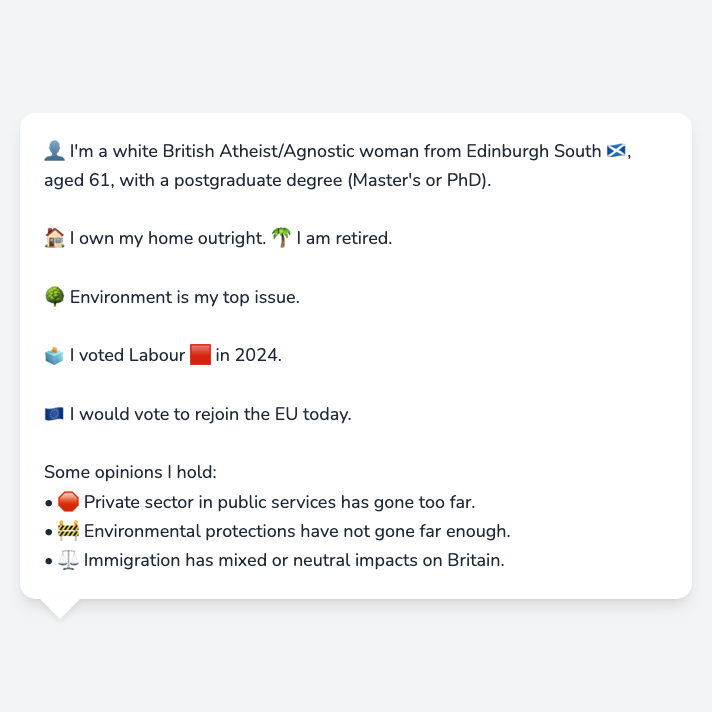 👤 I'm a white British Atheist/Agnostic woman from Edinburgh South 🏴󠁧󠁢󠁳󠁣󠁴󠁿,
aged 61, with a postgraduate degree (Master's or PhD).
🏠 I own my home outright. 🌴 I am retired.
🌳 Environment is my top issue.
🗳️ I voted Labour 🟥 in 2024.
🇪🇺 I would vote to rejoin the EU today.
Some opinions I hold:
• 🛑 Private sector in public services has gone too far.
• 🚧 Environmental protections have not gone far enough.
• ⚖️ Immigration has mixed or neutral impacts on Britain.